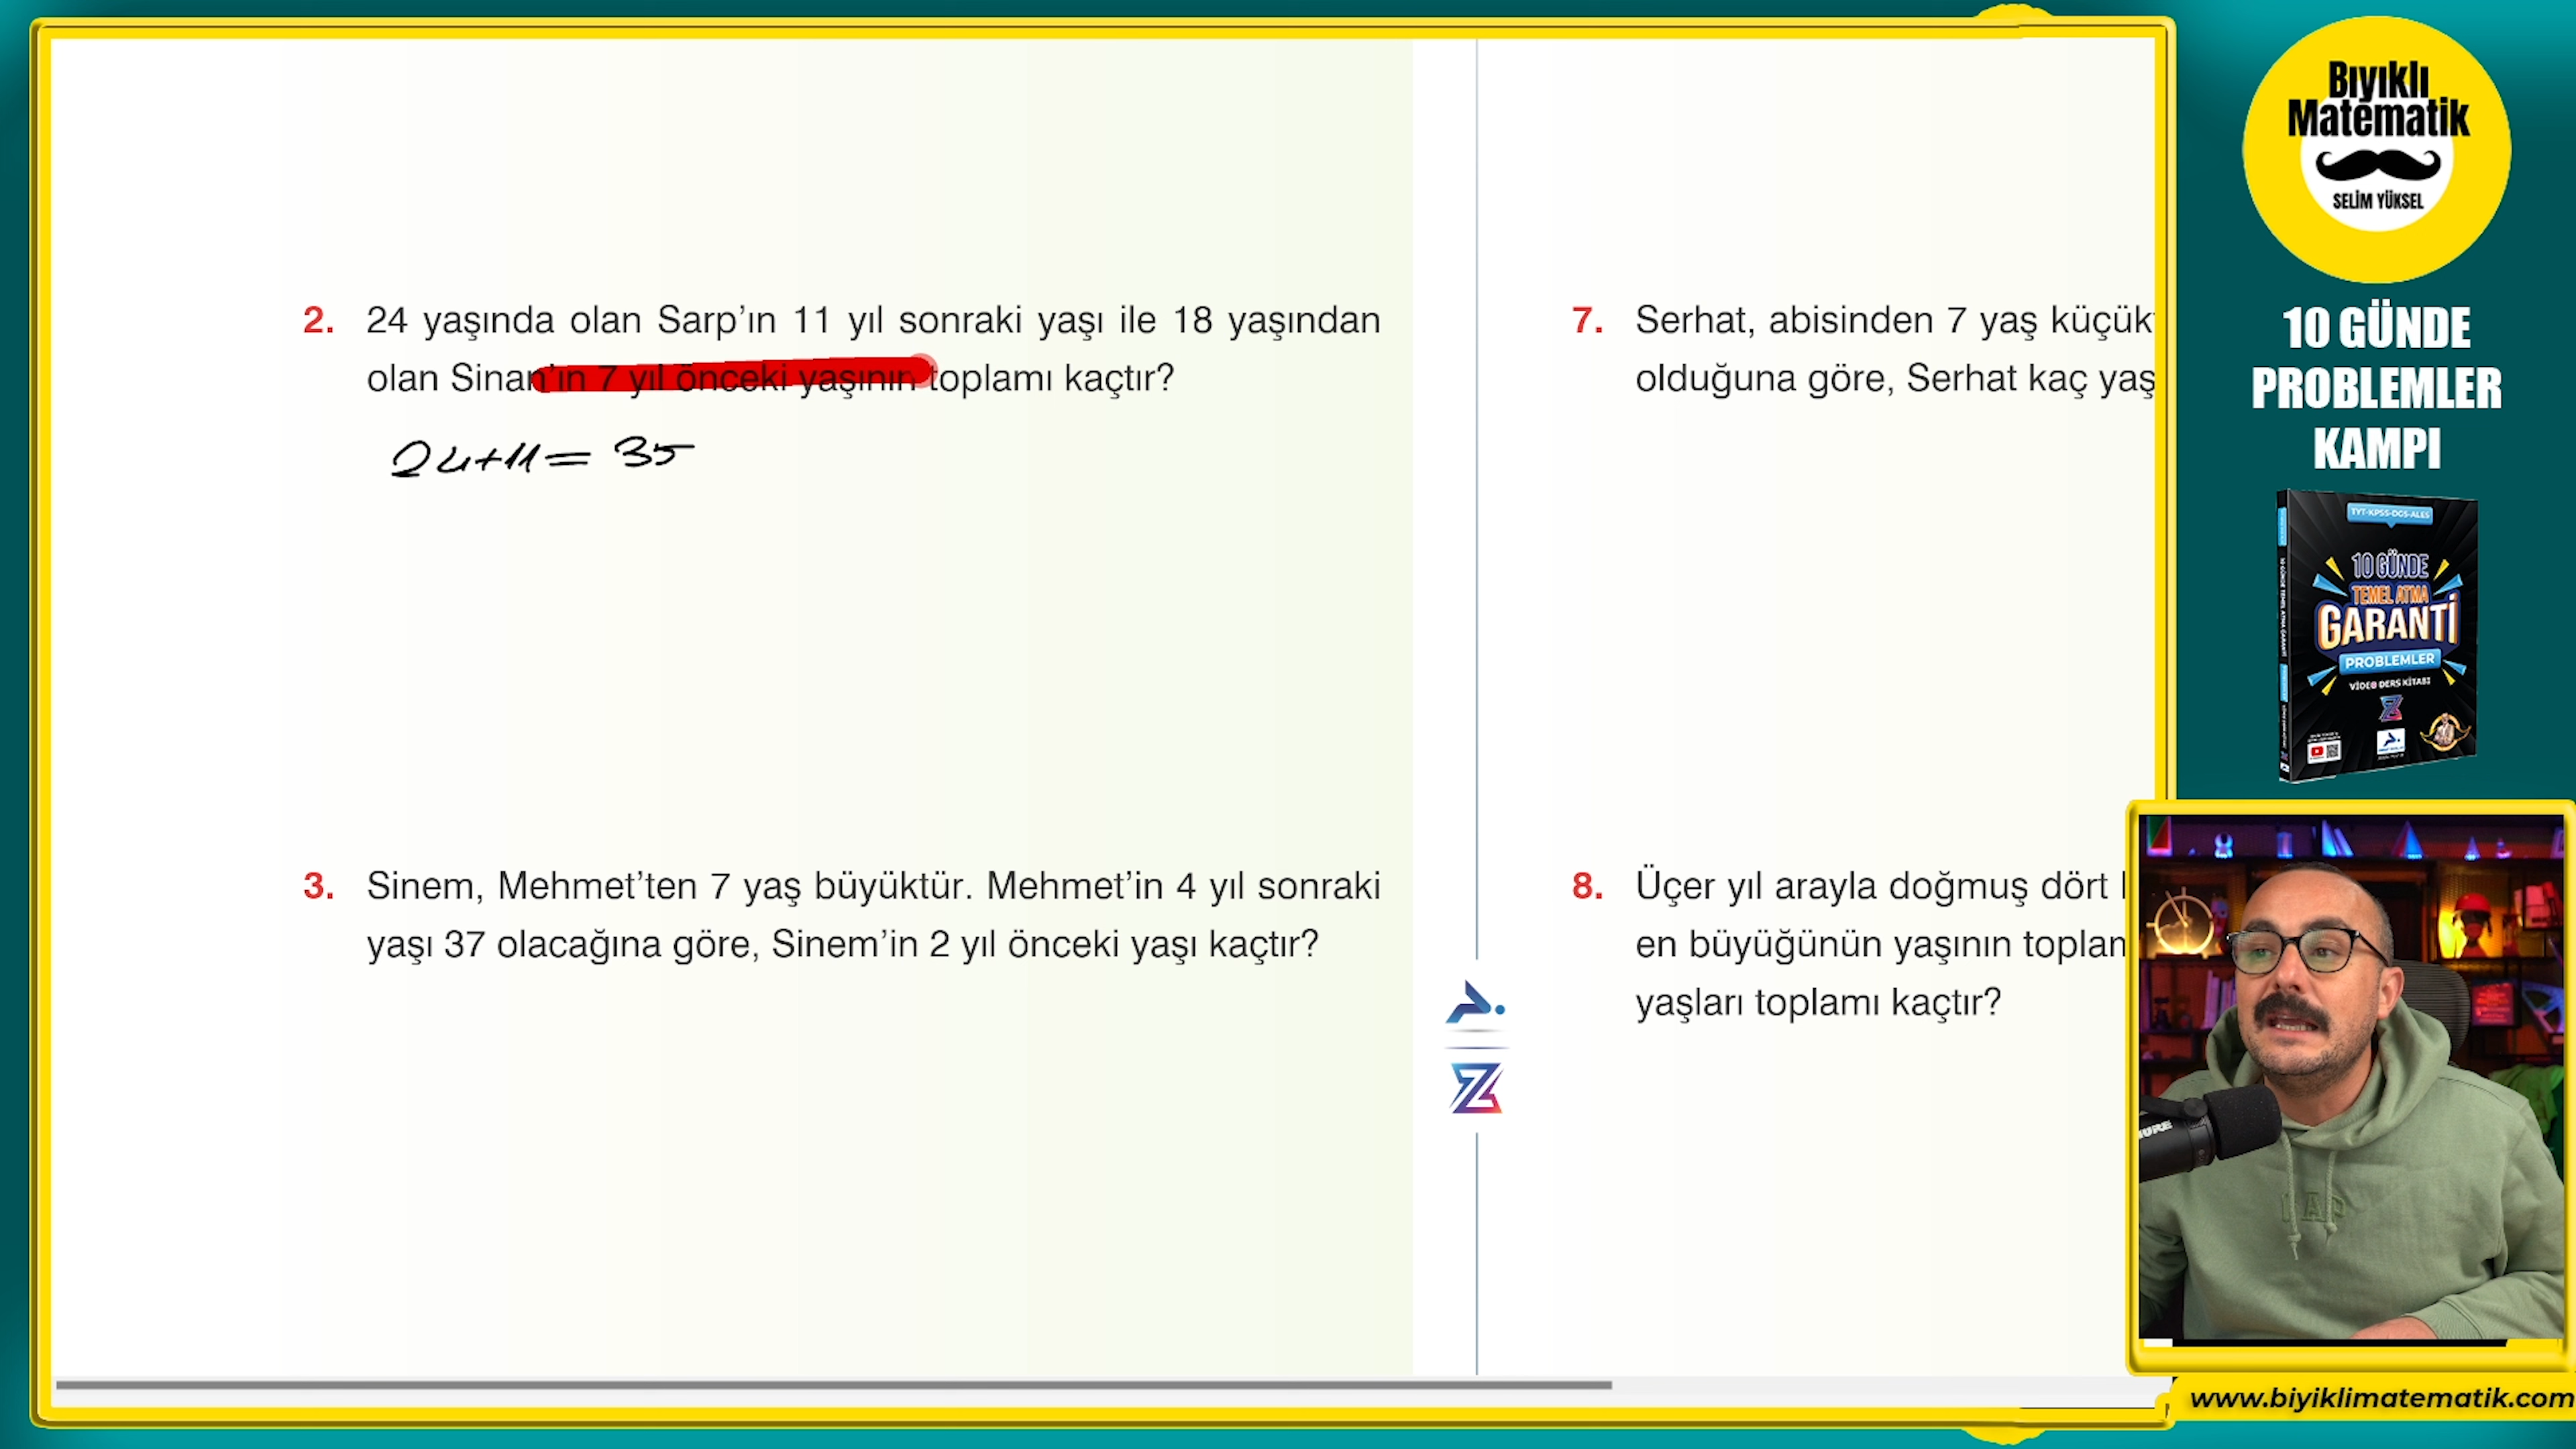 2. 24 yaşında olan Sarp’ın 11 yıl sonraki yaşı ile 18 yaşından
olan Sinan’ın 7 yıl önceki yaşının toplamı kaçtır?
24+11= 35
3. Sinem, Mehmet’ten 7 yaş büyüktür. Mehmet’in 4 yıl sonraki
yaşı 37 olacağına göre, Sinem’in 2 yıl önceki yaşı kaçtır?
7. Serhat, abisinden 7 yaş küçük
olduğuna göre, Serhat kaç yaş
8. Üçer yıl arayla doğmuş dört
en büyüğünün yaşının toplam
yaşları toplamı kaçtır?
Bıyıklı
Matematik
SELİM YÜKSEL
10 GÜNDE
PROBLEMLER
KAMPI
TYT-KPSS-DGS-ALES
10 GÜNDE
TEMEL ATMA
GARANTİ
PROBLEMLER
VİDEO DERS KİTABI
GAP
www.biyiklimatematik.com